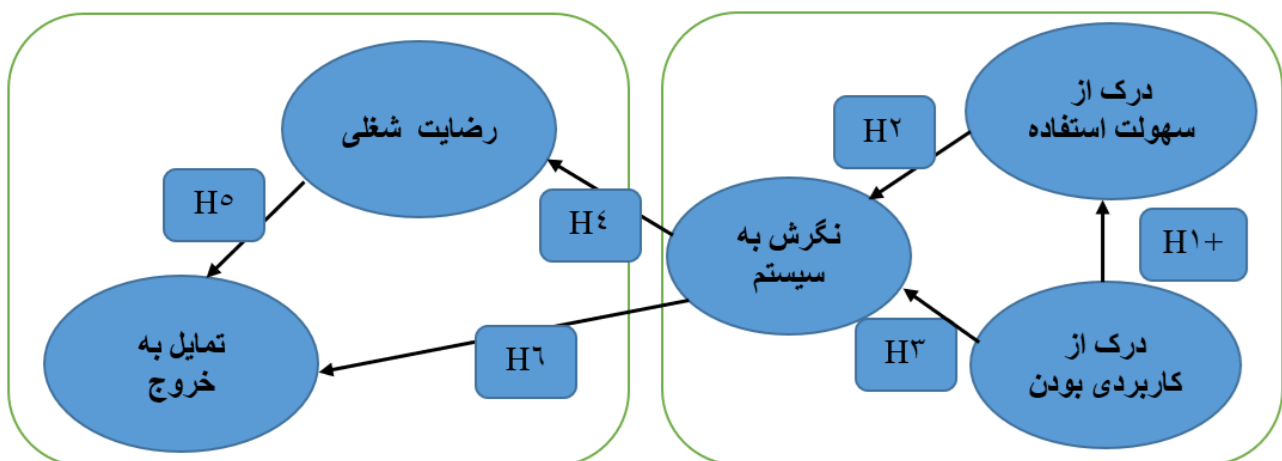 درک از
سهولت استفاده
H۲
H۱+
نگرش به
سیستم
H۳
درک از
کاربردی بودن
رضایت شغلی
H٤
H٥
H٦
تمایل به
خروج